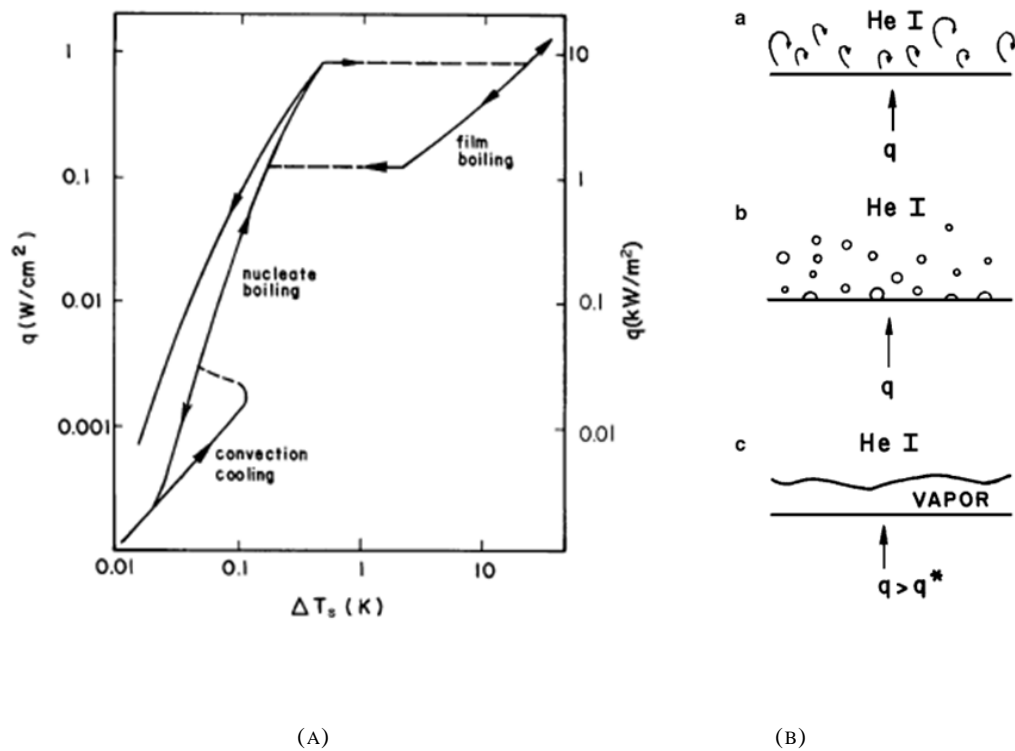 1
0.1
0.01
0.001
q (W/cm²)
10
1
0.1
0.01
q(kW/m²)
film
boiling
nucleate
boiling
convection
cooling
0.01
0.1
1
10
ΔTₛ (K)
a
He I
q
b
He I
q
c
He I
VAPOR
q > q*
(A)
(B)